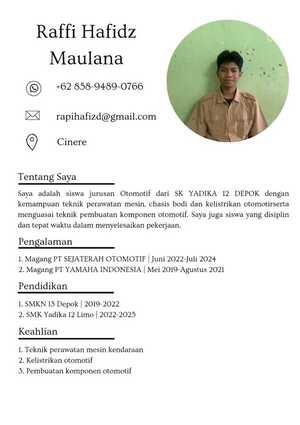 Raffi Hafidz
Maulana
+62 858-9489-0766
rapihafizd@gmail.com
Cinere
Tentang Saya
Saya adalah siswa jurusan Otomotif dari SK YADIKA 12 DEPOK dengan
kemampuan teknik perawatan mesin, chasis bodi dan kelistrikan otomotirserta
menguasai teknik pembuatan komponen otomotif. Saya juga siswa yang disiplin
dan tepat waktu dalam menyelesaikan pekerjaan.
Pengalaman
1. Magang PT SEJATERAH OTOMOTIF | Juni 2022-Juli 2024
2. Magang PT YAMAHA INDONESIA | Mei 2019-Agustus 2021
Pendidikan
1. SMKN 13 Depok | 2019-2022
2. SMK Yadika 12 Limo | 2022-2025
Keahlian
1. Teknik perawatan mesin kendaraan
2. Kelistrikan otomotif
3. Pembuatan komponen otomotif